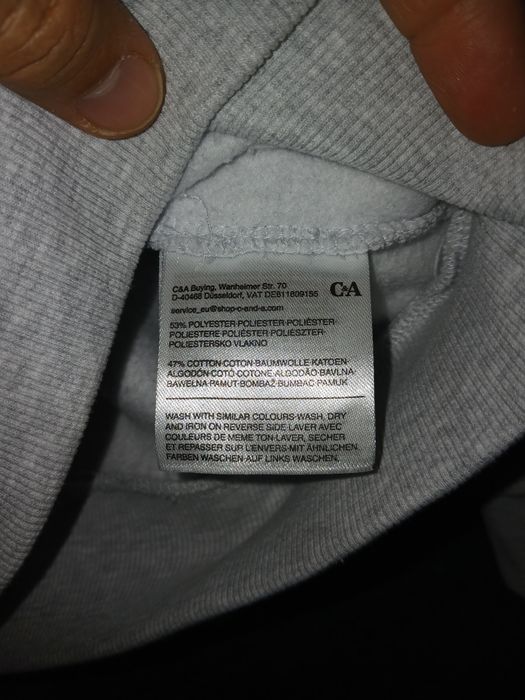 C&A Buying, Wanheimer Str. 70
D-40468 Düsseldorf, VAT DE811809155
service_eu@shop-c-and-a.com
C&A
53% POLYESTER·POLIESTER·POLIÉSTER·
POLIESTERE·POLIÉSTER·POLIÉSZTER·
POLIESTERSKO VLAKNO
47% COTTON·COTON·BAUMWOLLE·KATOEN·
ALGODÓN·COTÓ·COTONE·ALGODÃO·BAVLNA·
BAWEŁNA·PAMUT·BOMBAŽ·BUMBAC·PAMUK
WASH WITH SIMILAR COLOURS·WASH, DRY
AND IRON ON REVERSE SIDE·LAVER AVEC
COULEURS DE MEME TON·LAVER, SECHER
ET REPASSER SUR L'ENVERS·MIT ÄHNLICHEN
FARBEN WASCHEN·AUF LINKS WASCHEN,